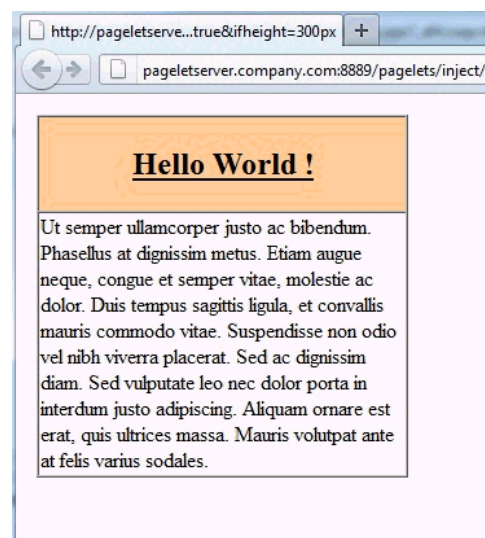 http://pageletserve...true&ifheight=300px
pageletserver.company.com:8889/pagelets/inject/
Hello World !
Ut semper ullamcorper justo ac bibendum.
Phasellus at dignissim metus. Etiam augue
neque, congue et semper vitae, molestie ac
dolor. Duis tempus sagittis ligula, et convallis
mauris commodo vitae. Suspendisse non odio
vel nibh viverra placerat. Sed ac dignissim
diam. Sed vulputate leo nec dolor porta in
interdum justo adipiscing. Aliquam ornare est
erat, quis ultrices massa. Mauris volutpat ante
at felis varius sodales.